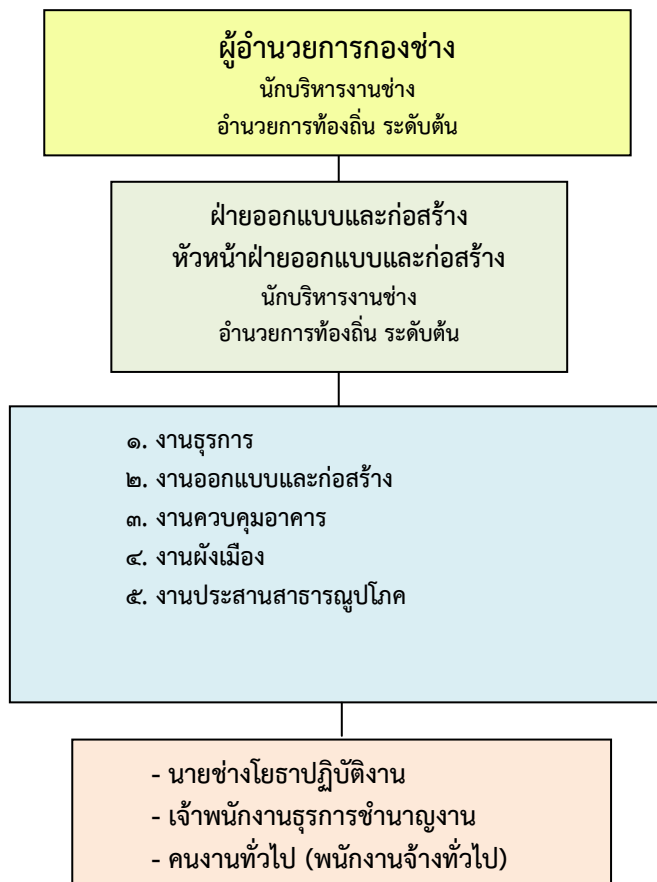 ผู้อำนวยการกองช่าง
นักบริหารงานช่าง
อำนวยการท้องถิ่น ระดับต้น
ฝ่ายออกแบบและก่อสร้าง
หัวหน้าฝ่ายออกแบบและก่อสร้าง
นักบริหารงานช่าง
อำนวยการท้องถิ่น ระดับต้น
๑. งานธุรการ
๒. งานออกแบบและก่อสร้าง
๓. งานควบคุมอาคาร
๔. งานผังเมือง
๕. งานประสานสาธารณูปโภค
- นายช่างโยธาปฏิบัติงาน
- เจ้าพนักงานธุรการชำนาญงาน
- คนงานทั่วไป (พนักงานจ้างทั่วไป)